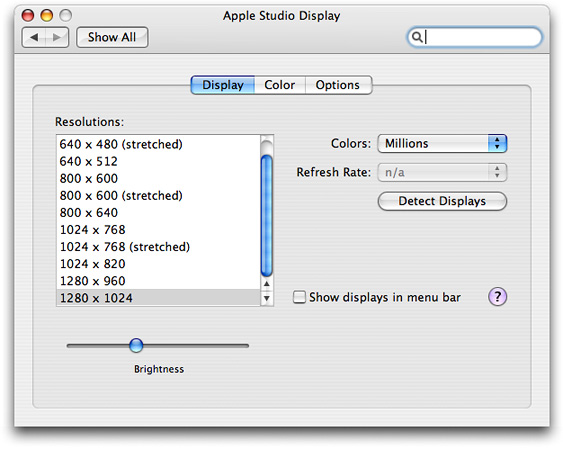 Apple Studio Display
Show All
Display
Color
Options
Resolutions:
640 x 480 (stretched)
640 x 512
800 x 600
800 x 600 (stretched)
800 x 640
1024 x 768
1024 x 768 (stretched)
1024 x 820
1280 x 960
1280 x 1024
Colors: Millions
Refresh Rate: n/a
Detect Displays
Show displays in menu bar
?
Brightness